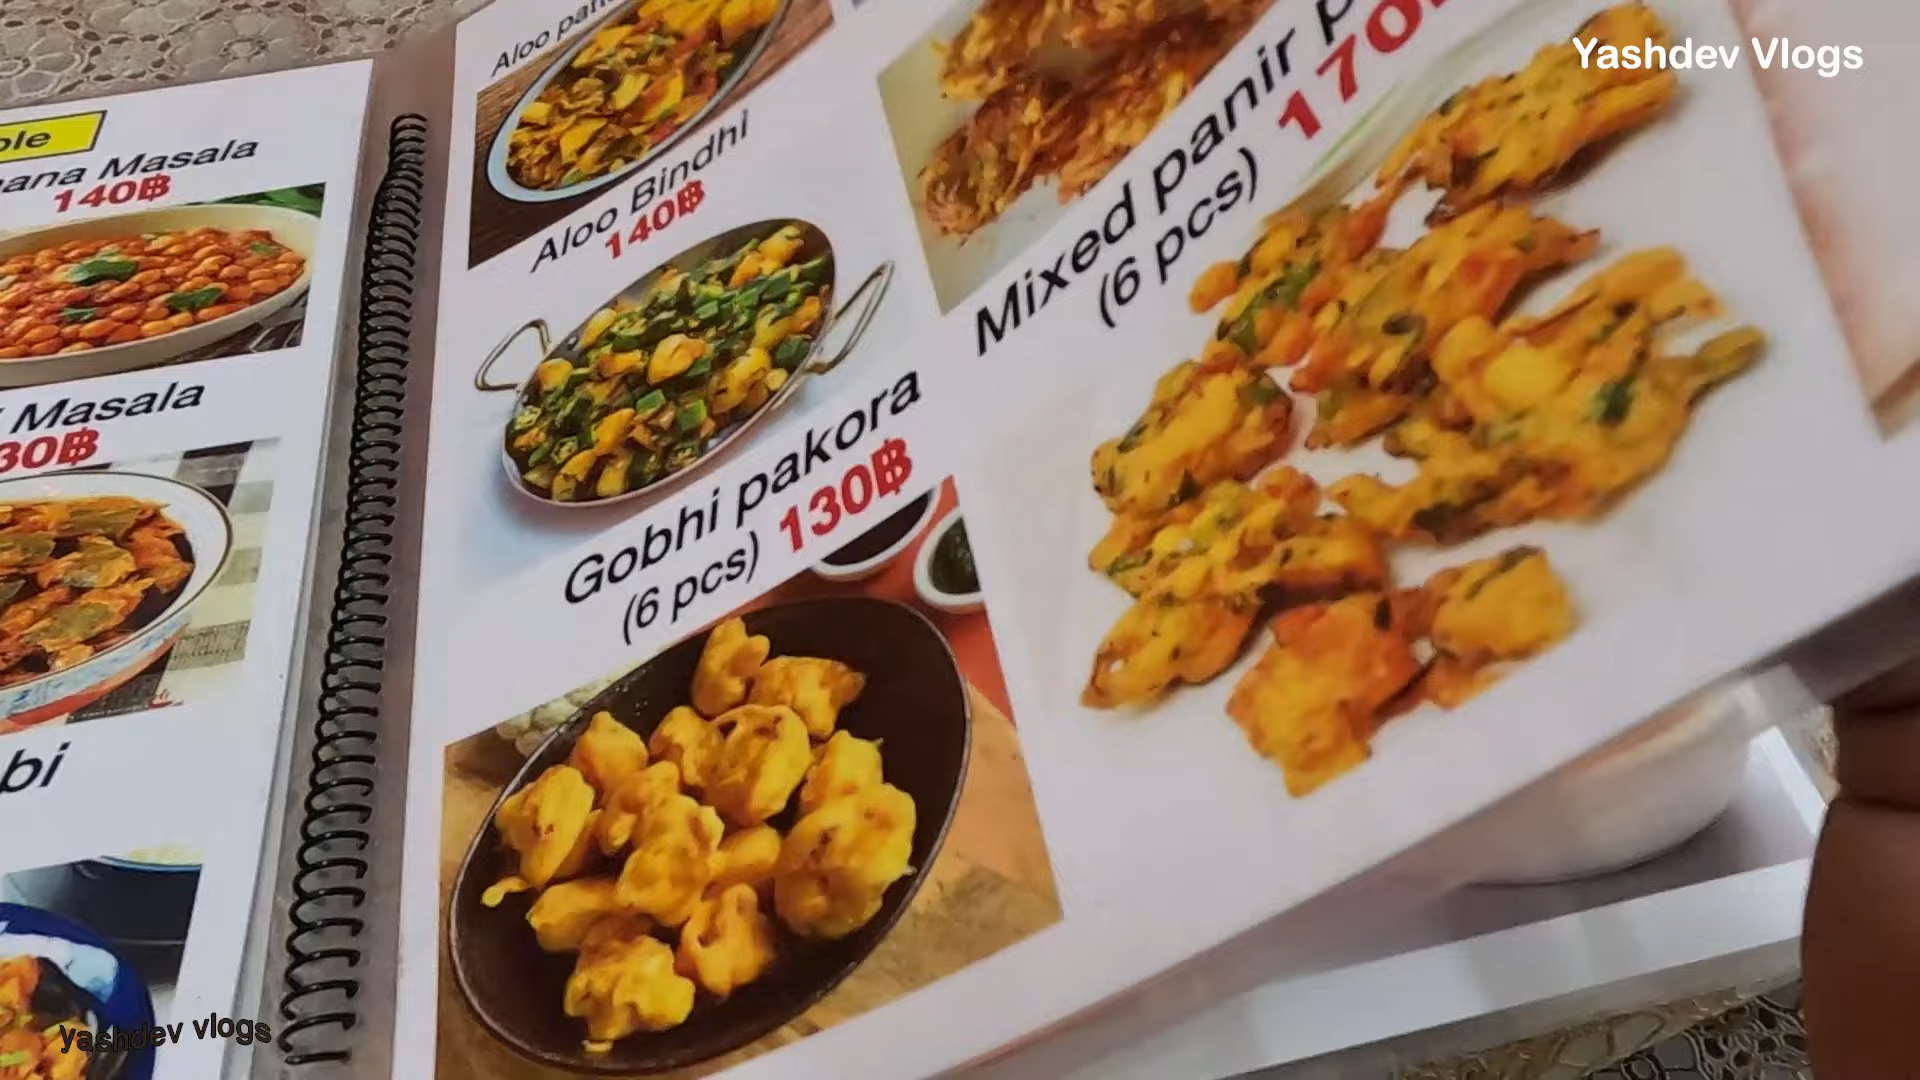 Yashdev Vlogs
Masala
140฿
Masala
Aloo
Aloo Bindhi
140฿
Gobhi pakora
(6 pcs) 130฿
Mixed panir
(6 pcs)
yashdev vlogs